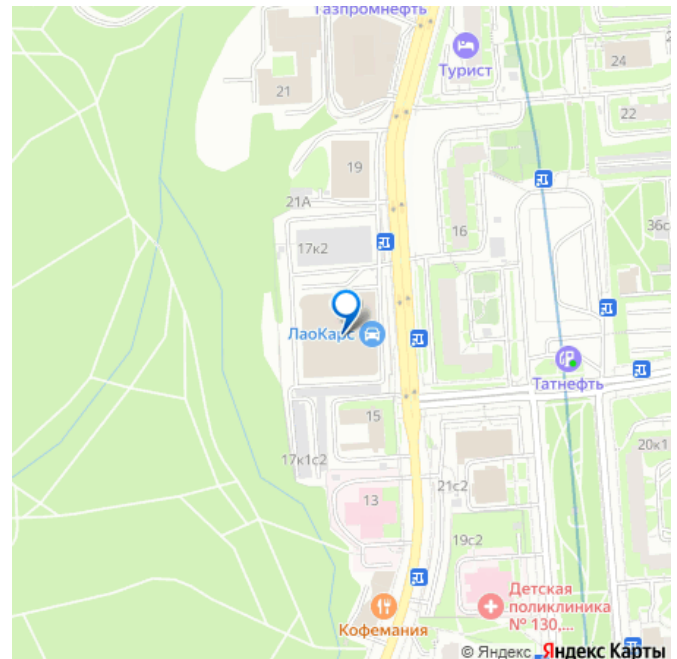 Газпромнефть
Турист
24
21
22
19
21А
36с
16
17к2
ЛаоКарс
Татнефть
15
20к1
17к1с2
21с2
13
19с2
Детская
поликлиника
№ 130,...
Кофемания
© Яндекс Яндекс Карты